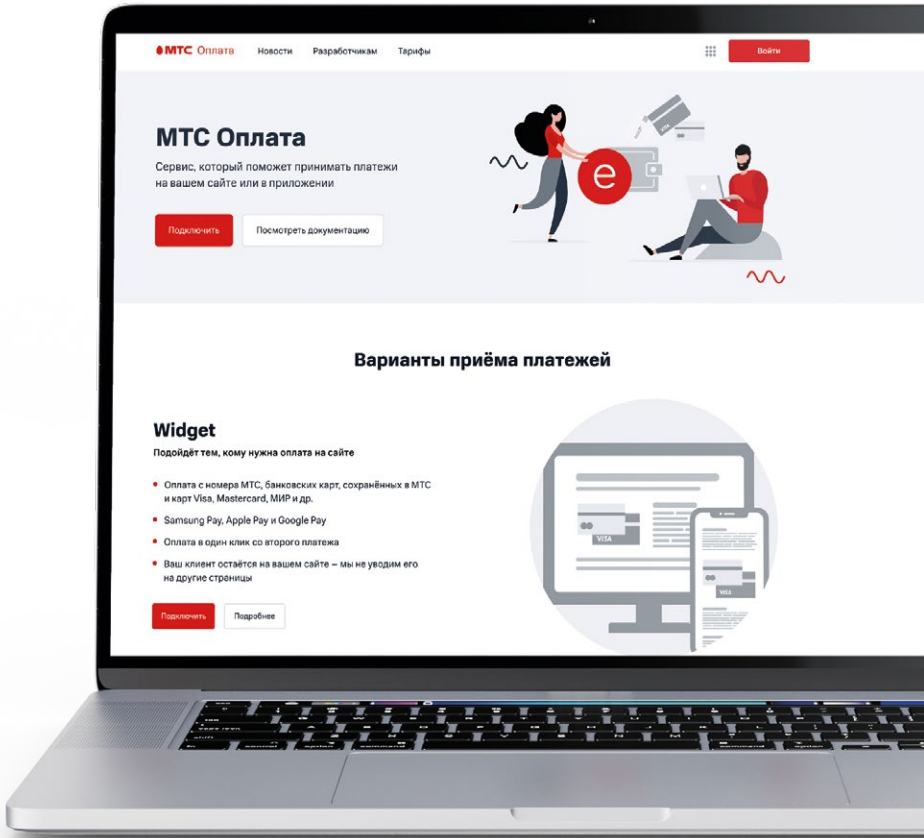 МТС Оплата Новости Разработчикам Тарифы Войти
МТС Оплата
Сервис, который поможет принимать платежи
на вашем сайте или в приложении
Подключить Посмотреть документацию
VISA
e
Варианты приёма платежей
Widget
Подойдёт тем, кому нужна оплата на сайте
Оплата с номера МТС, банковских карт, сохранённых в МТС
и карт Visa, Mastercard, МИР и др.
Samsung Pay, Apple Pay и Google Pay
Оплата в один клик со второго платежа
Ваш клиент остаётся на вашем сайте – мы не уводим его
на другие страницы
Подключить Подробнее
VISA
VISA
command option